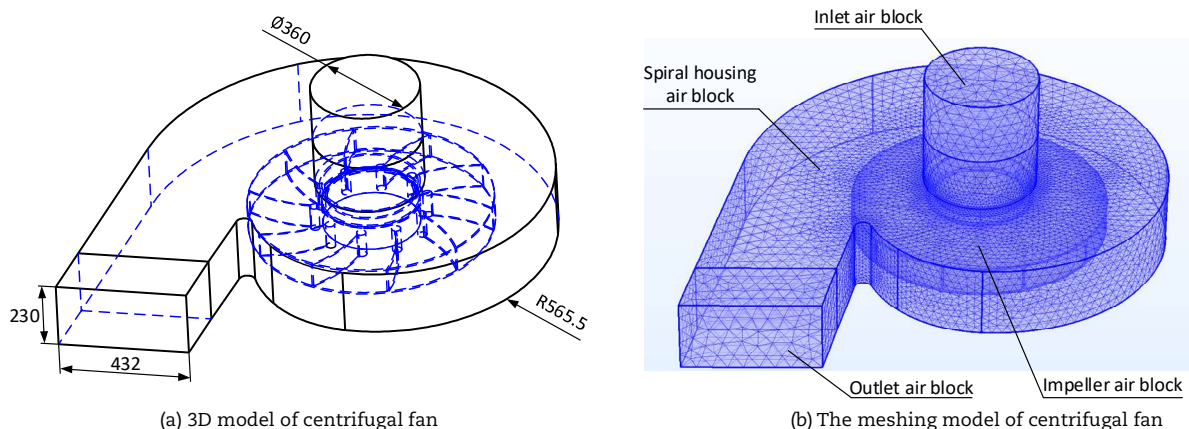 Ø360
230
432
R565.5
(a) 3D model of centrifugal fan
Inlet air block
Spiral housing
air block
Outlet air block
Impeller air block
(b) The meshing model of centrifugal fan